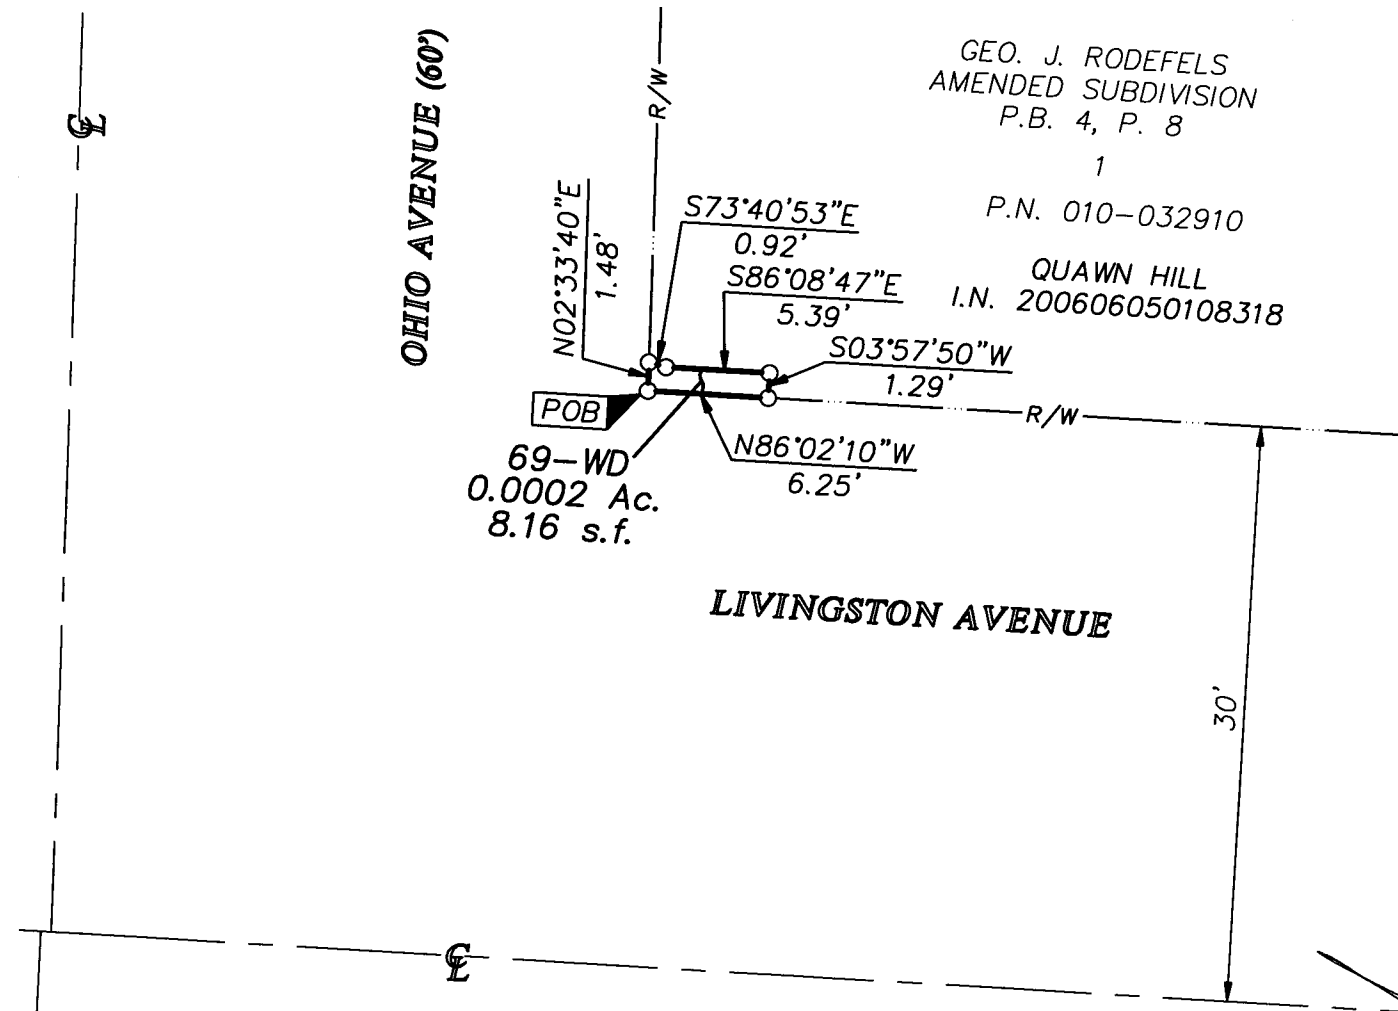 GEO. J. RODEFELS
AMENDED SUBDIVISION
P.B. 4, P. 8
1
P.N. 010-032910
QUAWN HILL
I.N. 200606050108318
OHIO AVENUE (60')
R/W
CL
N02°33'40"E
1.48'
S73°40'53"E
0.92'
S86°08'47"E
5.39'
S03°57'50"W
1.29'
POB
R/W
N86°02'10"W
6.25'
69-WD
0.0002 Ac.
8.16 s.f.
LIVINGSTON AVENUE
30'
CL